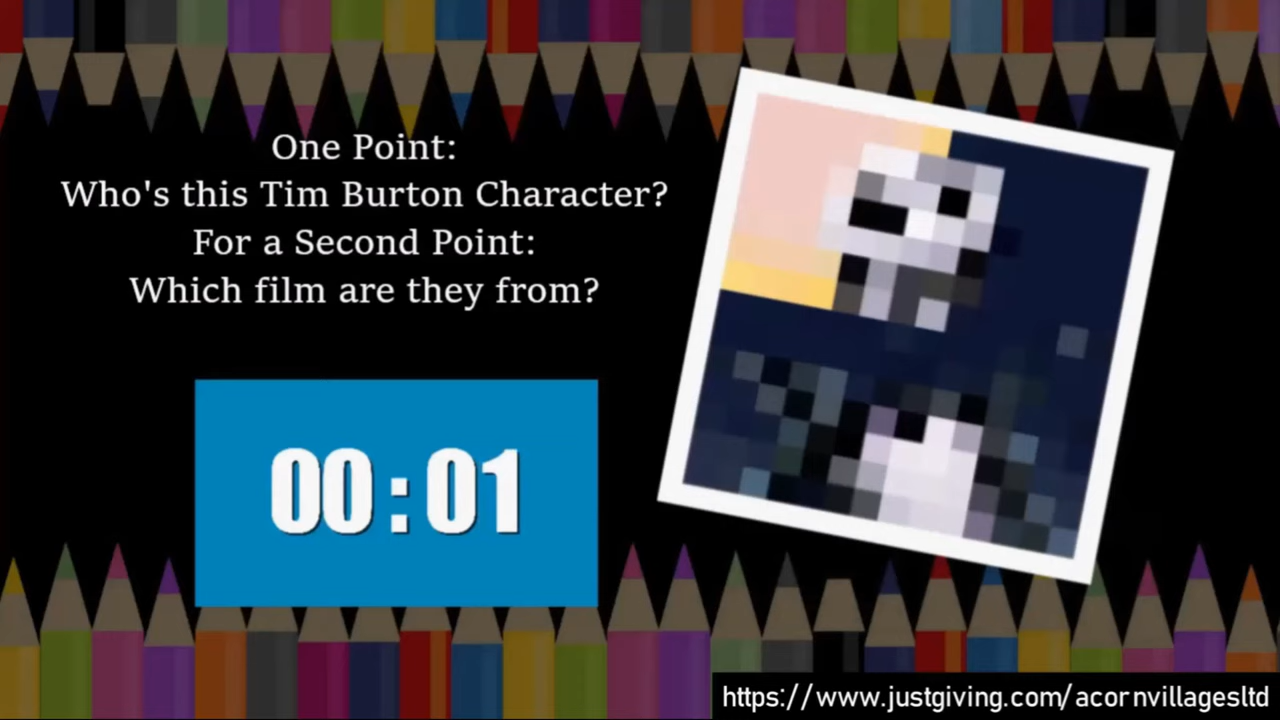 One Point:
Who's this Tim Burton Character?
For a Second Point:
Which film are they from?
00:01
https://www.justgiving.com/acornvillagesltd